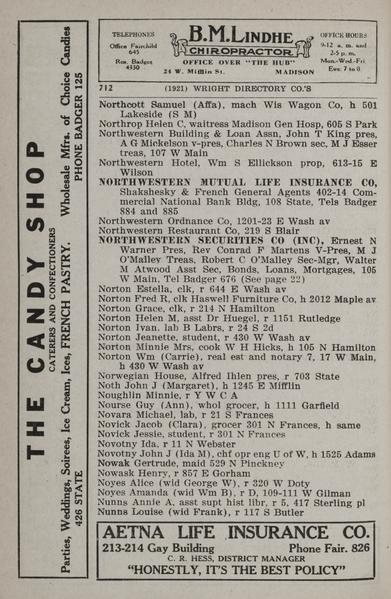 THE CANDY SHOP
CATERERS AND CONFECTIONERS
Parties, Weddings, Soirees, Ice Cream, Ices, FRENCH PASTRY. Wholesale Mfrs. of Choice Candies
426 STATE PHONE BADGER 125
TELEPHONES
Office Fairchild
645
Res. Badger
4330
B.M. LINDHE
CHIROPRACTOR
OFFICE OVER "THE HUB"
24 W. Mifflin St. MADISON
OFFICE HOURS
9-12 a. m. and
2-5 p. m.
Mon.-Wed.-Fri.
Eve. 7 to 8
712 (1921) WRIGHT DIRECTORY CO.'S
Northcott Samuel (Affa), mach Wis Wagon Co, h 501
Lakeside (S M)
Northrop Helen C, waitress Madison Gen Hosp, 605 S Park
Northwestern Building & Loan Assn, John T King pres,
A G Mickelson v-pres, Charles N Brown sec, M J Esser
treas, 107 W Main
Northwestern Hotel, Wm S Ellickson prop, 613-15 E
Wilson
NORTHWESTERN MUTUAL LIFE INSURANCE CO,
Shakshesky & French General Agents 402-14 Com-
mercial National Bank Bldg, 108 State, Tels Badger
884 and 885
Northwestern Ordnance Co, 1201-23 E Wash av
Northwestern Restaurant Co, 219 S Blair
NORTHWESTERN SECURITIES CO (INC), Ernest N
Warner Pres, Rev Conrad F Martens V-Pres, M J
O'Malley Treas, Robert C O'Malley Sec-Mgr, Walter
M Atwood Asst Sec, Bonds, Loans, Mortgages, 105
W Main, Tel Badger 676 (See page 22)
Norton Estella, clk, r 644 E Wash av
Norton Fred R, clk Haswell Furniture Co, h 2012 Maple av
Norton Grace, clk, r 214 N Hamilton
Norton Helen M, asst Dr Huegel, r 1151 Rutledge
Norton Ivan, lab B Labrs, r 24 S 2d
Norton Jenette, student, r 430 W Wash av
Norton Minnie Mrs, cook W H Hicks, h 105 N Hamilton
Norton Wm (Carrie), real est and notary 7, 17 W Main,
h 430 W Wash av
Norwegian House, Alfred Ihlen pres, r 703 State
Noth John J (Margaret), h 1245 E Mifflin
Noughlin Minnie, r Y W C A
Nourse Guy (Ann), whol grocer, h 1111 Garfield
Novara Michael, lab, r 21 S Frances
Novick Jacob (Clara), grocer 301 N Frances, h same
Novick Jessie, student, r 301 N Frances
Novotny Ida, r 11 N Webster
Novotny John J (Ida M), chf opr eng U of W, h 1525 Adams
Nowak Gertrude, maid 529 N Pinckney
Nowask Henry, r 857 E Gorham
Noyes Alice (wid George W), r 320 W Doty
Noyes Amanda (wid Wm B), r D, 109-111 W Gilman
Nunns Annie A, asst supt hist libr, r 5, 417 Sterling pl
Nunns Louise (wid Frank), r 117 S Butler
AETNA LIFE INSURANCE CO.
213-214 Gay Building Phone Fair. 826
C. R. HESS, DISTRICT MANAGER
"HONESTLY, IT'S THE BEST POLICY"